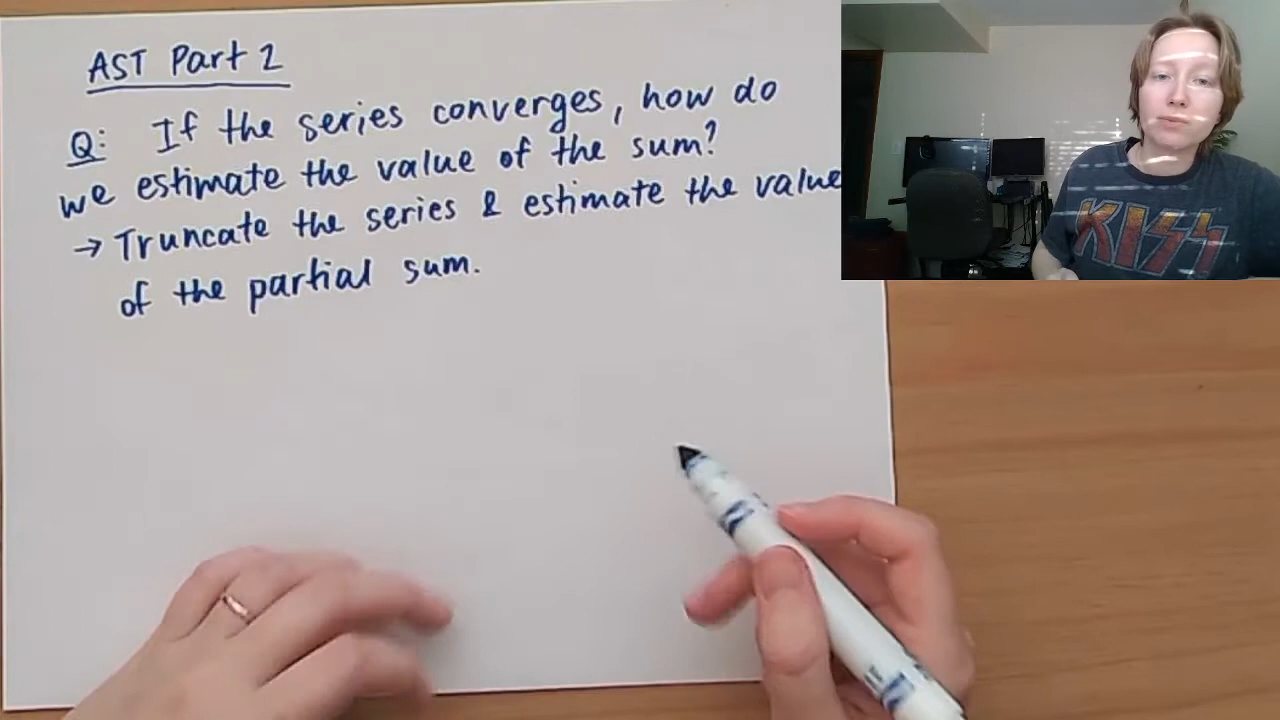 AST Part 2
Q: If the series converges, how do
we estimate the value of the sum?
→ Truncate the series & estimate the value
of the partial sum.
KISS